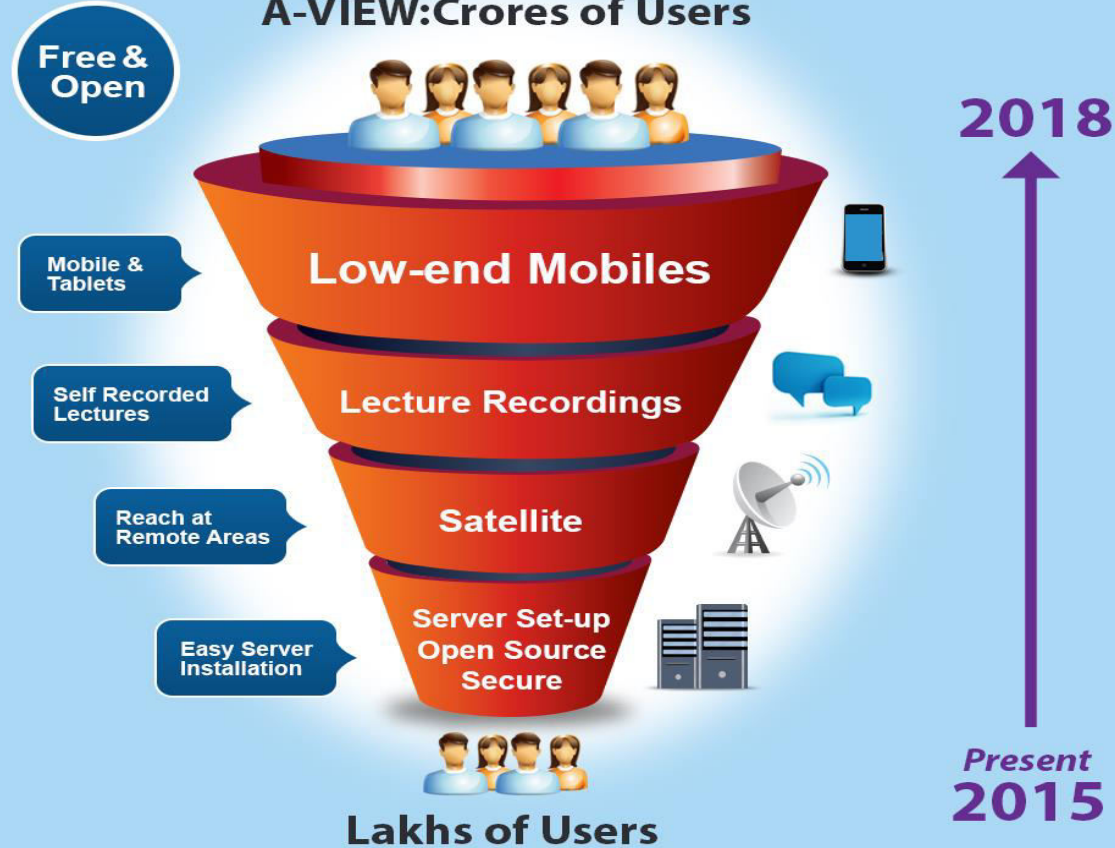 A-VIEW:Crores of Users
Free &
Open
2018
Mobile &
Tablets
Low-end Mobiles
Self Recorded
Lectures
Lecture Recordings
Reach at
Remote Areas
Satellite
Easy Server
Installation
Server Set-up
Open Source
Secure
Present
2015
Lakhs of Users